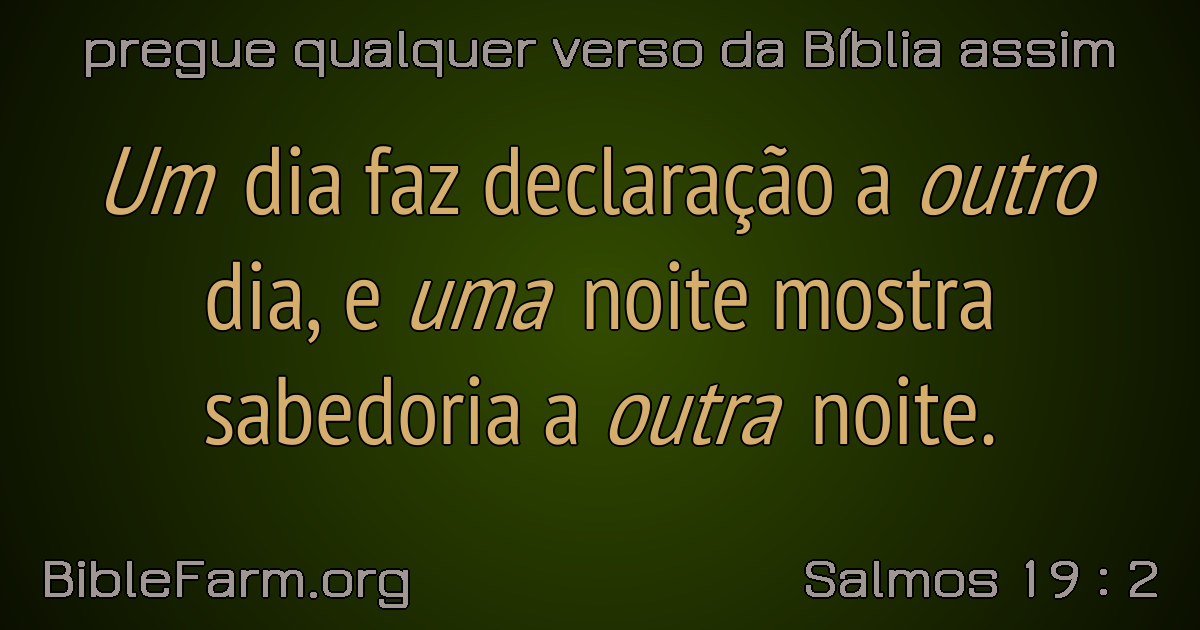 pregue qualquer verso da Bíblia assim
Um dia faz declaração a outro
dia, e uma noite mostra
sabedoria a outra noite.
BibleFarm.org
Salmos 19 : 2